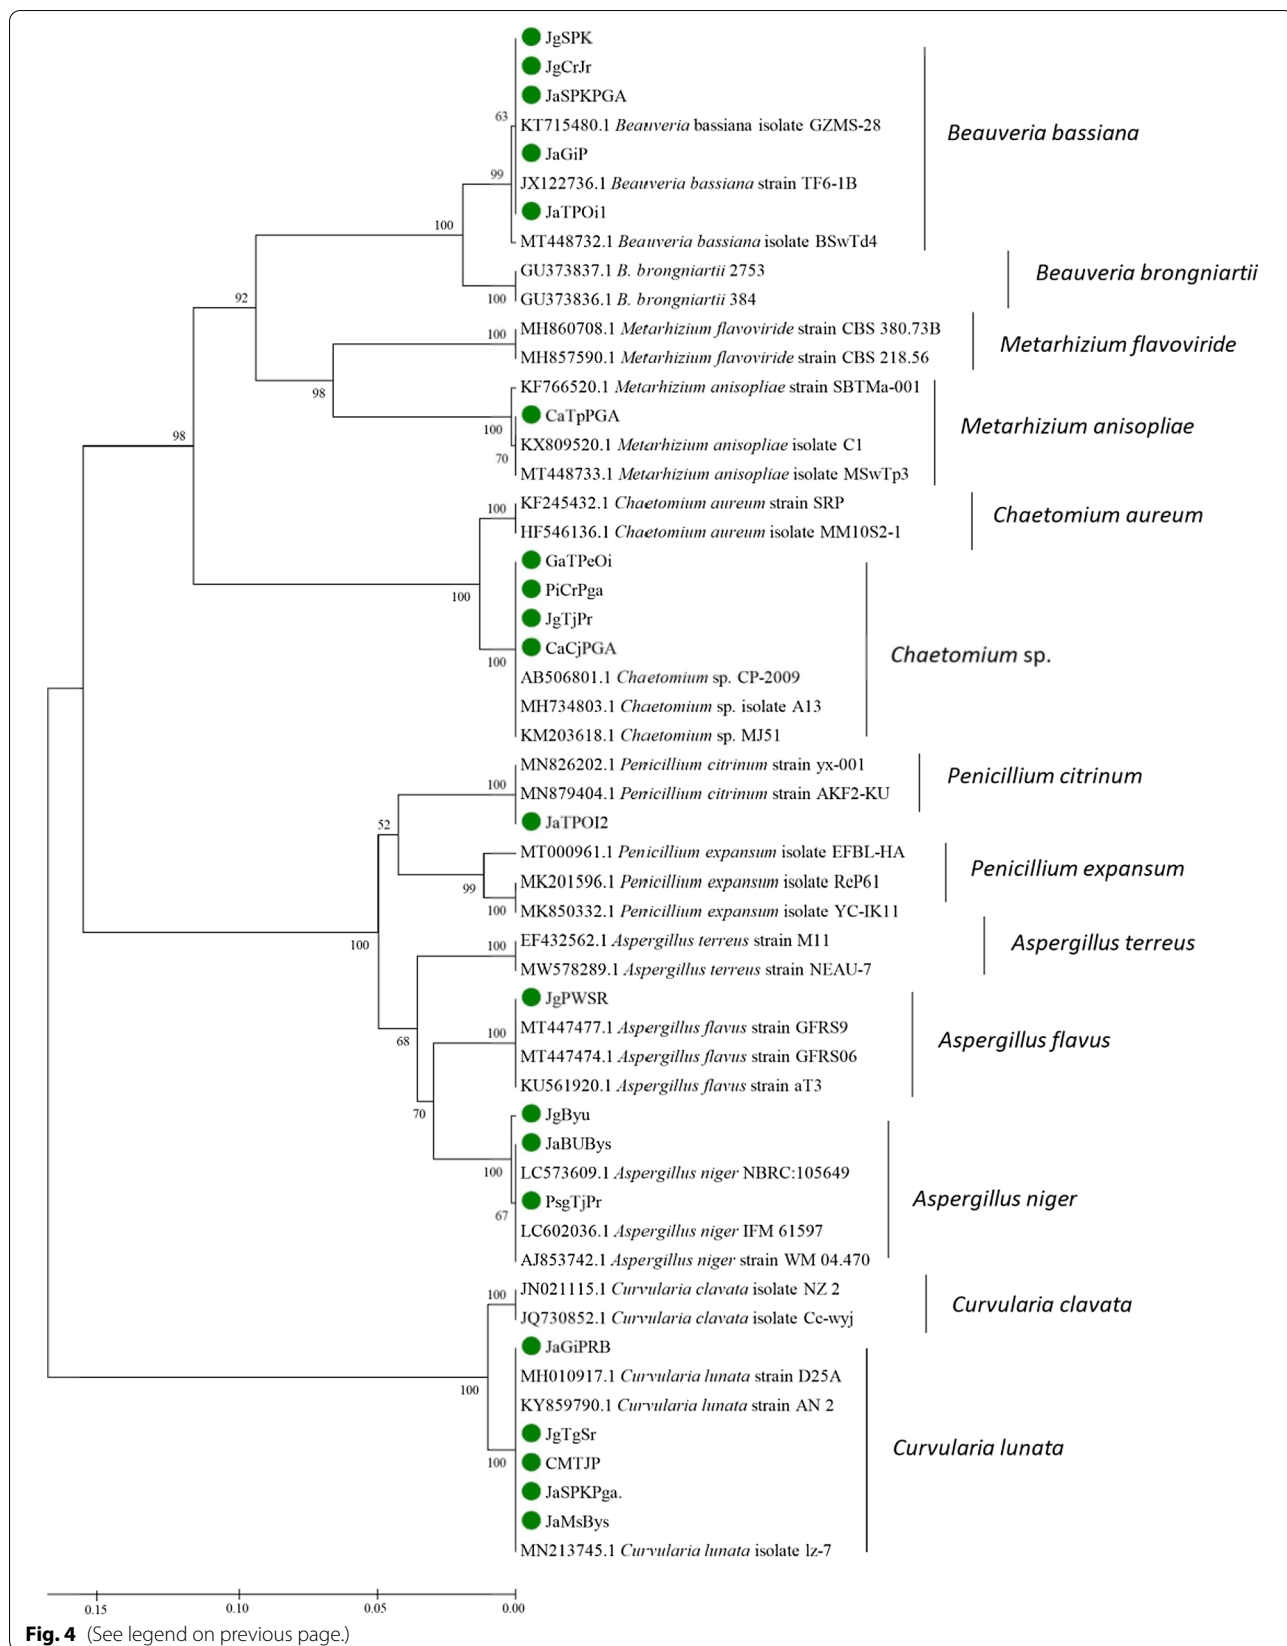 JgSPK
JgCrJr
JaSPKPGA
63
KT715480.1 Beauveria bassiana isolate GZMS-28
Beauveria bassiana
JaGiP
99
JX122736.1 Beauveria bassiana strain TF6-1B
JaTPOi1
100
MT448732.1 Beauveria bassiana isolate BSwTd4
GU373837.1 B. brongniartii 2753
Beauveria brongniartii
92
100
GU373836.1 B. brongniartii 384
100
MH860708.1 Metarhizium flavoviride strain CBS 380.73B
Metarhizium flavoviride
MH857590.1 Metarhizium flavoviride strain CBS 218.56
98
KF766520.1 Metarhizium anisopliae strain SBTMa-001
CaTpPGA
Metarhizium anisopliae
98
100
KX809520.1 Metarhizium anisopliae isolate C1
70
MT448733.1 Metarhizium anisopliae isolate MSwTp3
100
KF245432.1 Chaetomium aureum strain SRP
Chaetomium aureum
HF546136.1 Chaetomium aureum isolate MM10S2-1
GaTPeOi
100
PiCrPga
JgTjPr
CaCjPGA
Chaetomium sp.
100
AB506801.1 Chaetomium sp. CP-2009
MH734803.1 Chaetomium sp. isolate A13
KM203618.1 Chaetomium sp. MJ51
MN826202.1 Penicillium citrinum strain yx-001
Penicillium citrinum
100
MN879404.1 Penicillium citrinum strain AKF2-KU
52
JaTPOI2
MT000961.1 Penicillium expansum isolate EFBL-HA
Penicillium expansum
99
MK201596.1 Penicillium expansum isolate RcP61
100
MK850332.1 Penicillium expansum isolate YC-IK11
100
100
EF432562.1 Aspergillus terreus strain M11
Aspergillus terreus
MW578289.1 Aspergillus terreus strain NEAU-7
JgPWSR
68
100
MT447477.1 Aspergillus flavus strain GFRS9
Aspergillus flavus
MT447474.1 Aspergillus flavus strain GFRS06
KU561920.1 Aspergillus flavus strain aT3
70
JgByu
JaBUBys
100
LC573609.1 Aspergillus niger NBRC:105649
Aspergillus niger
PsgTjPr
67
LC602036.1 Aspergillus niger IFM 61597
AJ853742.1 Aspergillus niger strain WM 04.470
100
JN021115.1 Curvularia clavata isolate NZ 2
Curvularia clavata
JQ730852.1 Curvularia clavata isolate Cc-wyj
JaGiPRB
100
MH010917.1 Curvularia lunata strain D25A
KY859790.1 Curvularia lunata strain AN 2
JgTgSr
Curvularia lunata
100
CMTJP
JaSPKPga.
JaMsBys
MN213745.1 Curvularia lunata isolate lz-7
0.15 0.10 0.05 0.00
Fig. 4 (See legend on previous page.)